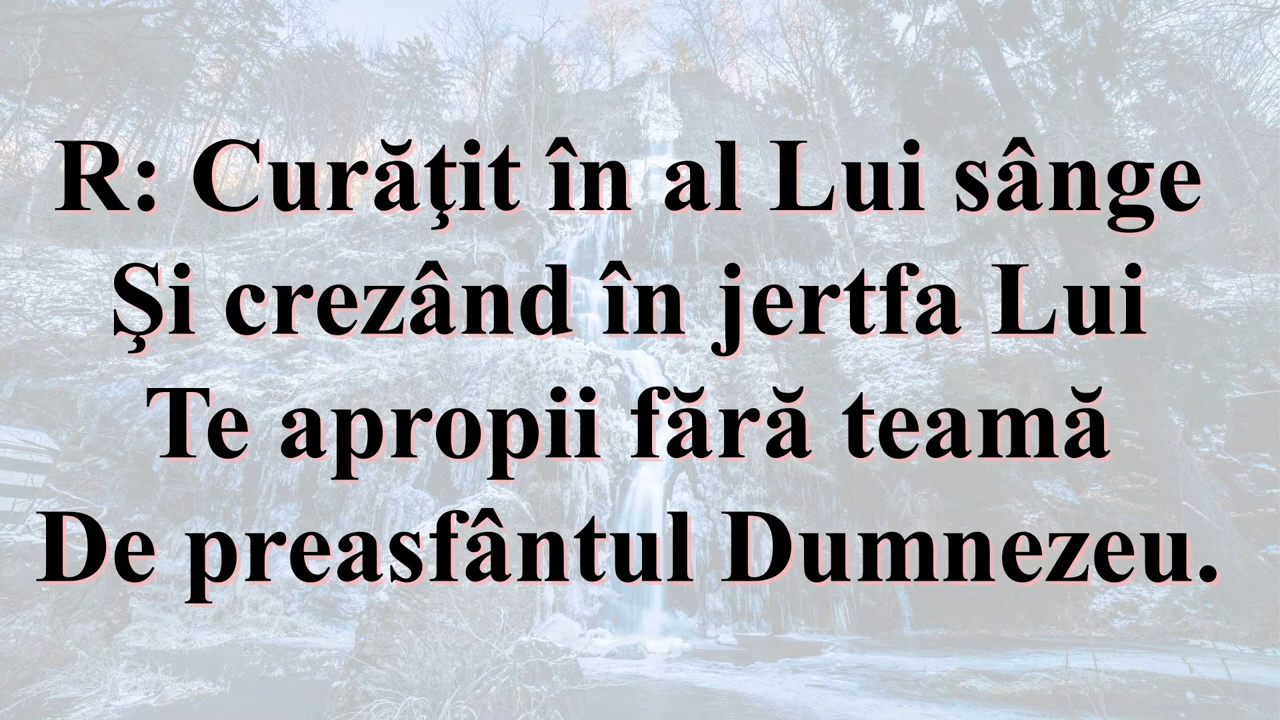 R: Curăţit în al Lui sânge
Şi crezând în jertfa Lui
Te apropii fără teamă
De preasfântul Dumnezeu.